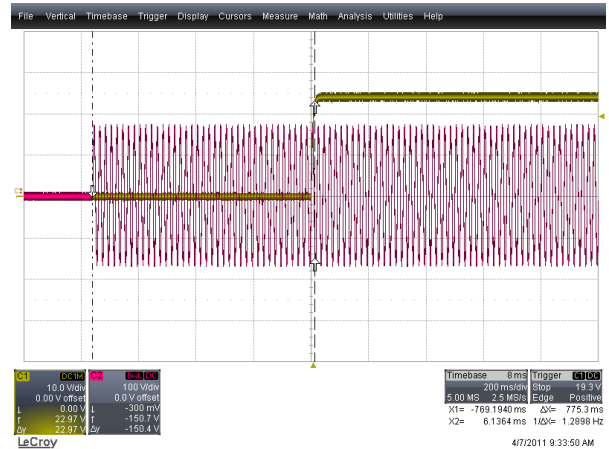 File Vertical Timebase Trigger Display Cursors Measure Math Analysis Utilities Help
C2
C1 DC1M
10.0 V/div
0.00 V offset
0.00 V
22.97 V
Δy 22.97 V
C2 BwL DC
100 V/div
0.0 V offset
-300 mV
-150.7 V
Δy -150.4 V
Timebase 8 ms
200 ms/div
5.00 MS 2.5 MS/s
Trigger C1 DC
Stop 19.3 V
Edge Positive
X1= -769.1940 ms ΔX= 775.3 ms
X2= 6.1364 ms 1/ΔX= 1.2898 Hz
LeCroy
4/7/2011 9:33:50 AM